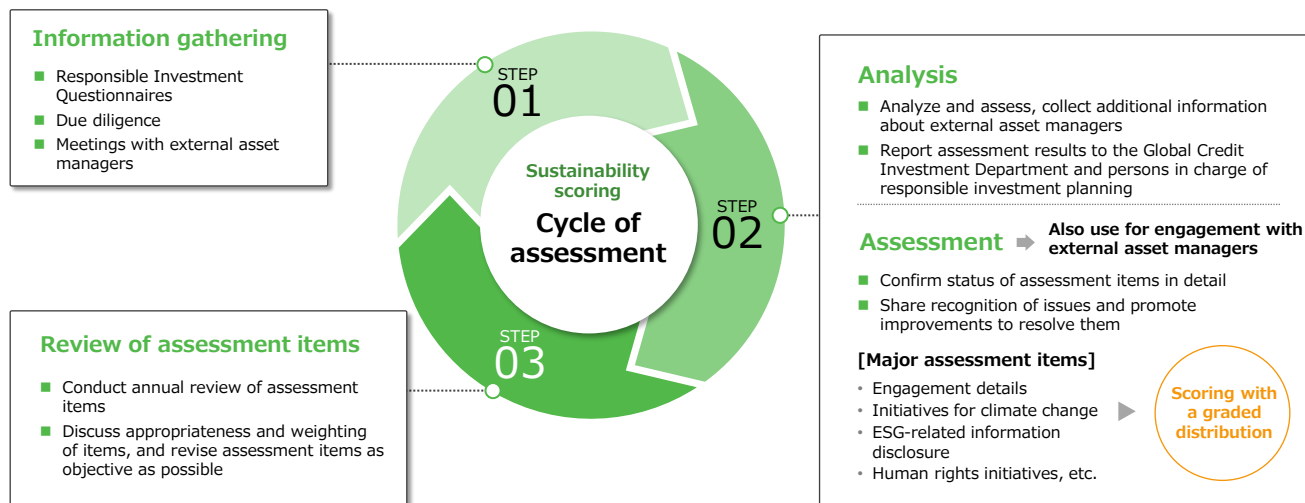 Information gathering
■ Responsible Investment
Questionnaires
■ Due diligence
■ Meetings with external asset
managers
STEP
01
Sustainability
scoring
Cycle of
assessment
STEP
02
STEP
03
Analysis
■ Analyze and assess, collect additional information
about external asset managers
■ Report assessment results to the Global Credit
Investment Department and persons in charge of
responsible investment planning
Assessment
Also use for engagement with
external asset managers
■ Confirm status of assessment items in detail
■ Share recognition of issues and promote
improvements to resolve them
[Major assessment items]
• Engagement details
• Initiatives for climate change
• ESG-related information
disclosure
• Human rights initiatives, etc.
Scoring with
a graded
distribution
Review of assessment items
■ Conduct annual review of assessment
items
■ Discuss appropriateness and weighting
of items, and revise assessment items as
objective as possible